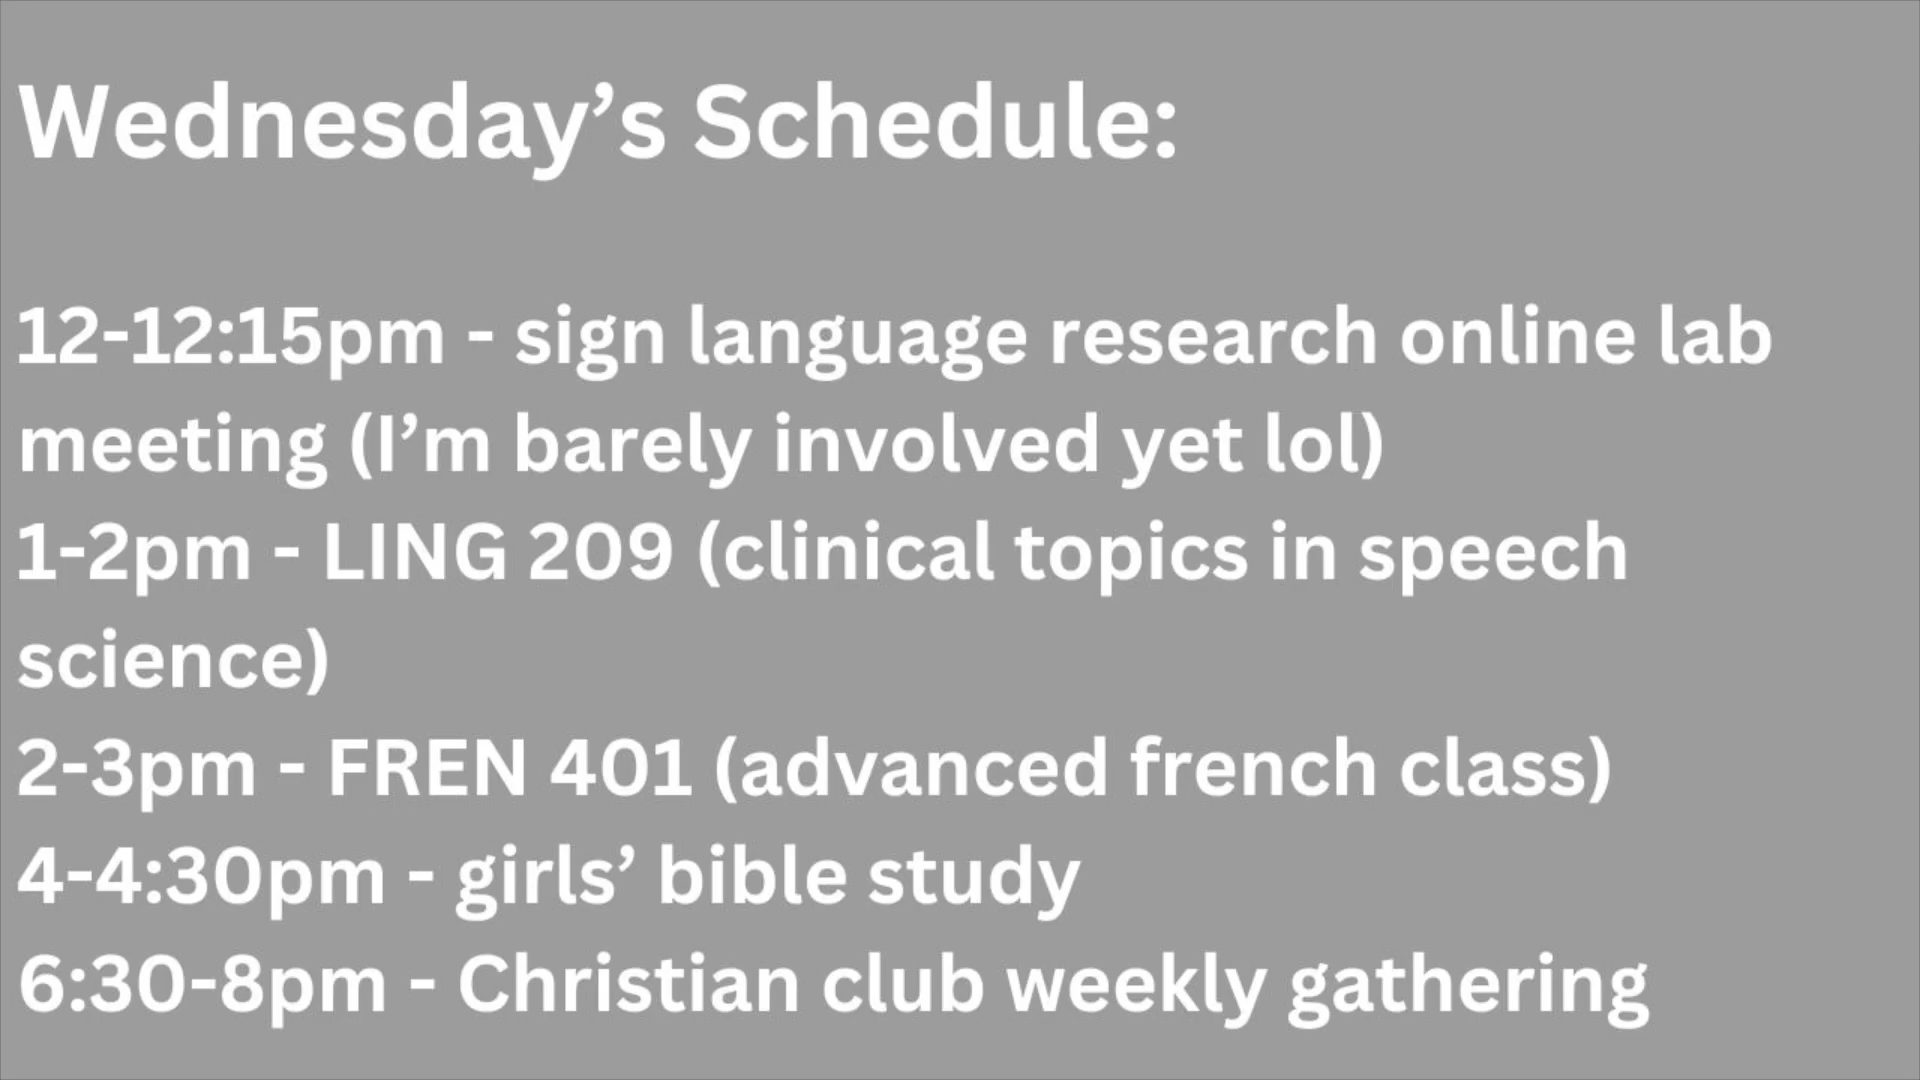 Wednesday’s Schedule:
12-12:15pm - sign language research online lab
meeting (I’m barely involved yet lol)
1-2pm - LING 209 (clinical topics in speech
science)
2-3pm - FREN 401 (advanced french class)
4-4:30pm - girls’ bible study
6:30-8pm - Christian club weekly gathering